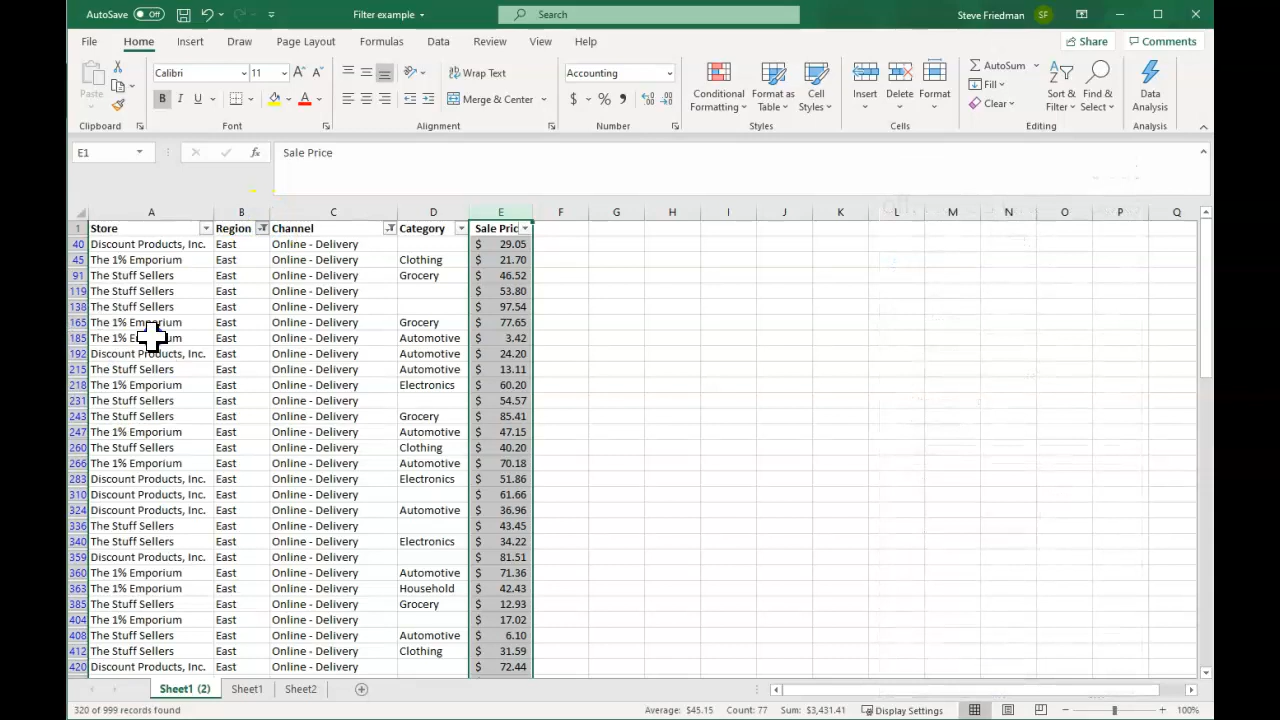 AutoSave Off Filter example Search Steve Friedman SF
File Home Insert Draw Page Layout Formulas Data Review View Help Share Comments
Paste Calibri 11 Wrap Text Accounting Conditional Formatting Format as Table Cell Styles Insert Delete Format AutoSum Fill Clear Sort & Filter Find & Select Data Analysis
B I U Merge & Center $ %
Clipboard Font Alignment Number Styles Cells Editing Analysis
E1 fx Sale Price
A B C D E F G H I J K L M N O P Q
1 Store Region Channel Category Sale Pric
40 Discount Products, Inc. East Online - Delivery $ 29.05
45 The 1% Emporium East Online - Delivery Clothing $ 21.70
91 The Stuff Sellers East Online - Delivery Grocery $ 46.52
119 The Stuff Sellers East Online - Delivery $ 53.80
138 The Stuff Sellers East Online - Delivery $ 97.54
165 The 1% Emporium East Online - Delivery Grocery $ 77.65
185 The 1% Emporium East Online - Delivery Automotive $ 3.42
192 Discount Products, Inc. East Online - Delivery Automotive $ 24.20
215 The Stuff Sellers East Online - Delivery Automotive $ 13.11
218 The 1% Emporium East Online - Delivery Electronics $ 60.20
231 The Stuff Sellers East Online - Delivery $ 54.57
243 The Stuff Sellers East Online - Delivery Grocery $ 85.41
247 The 1% Emporium East Online - Delivery Automotive $ 47.15
260 The Stuff Sellers East Online - Delivery Clothing $ 40.20
266 The 1% Emporium East Online - Delivery Automotive $ 70.18
283 Discount Products, Inc. East Online - Delivery Electronics $ 51.86
310 Discount Products, Inc. East Online - Delivery $ 61.66
324 Discount Products, Inc. East Online - Delivery Automotive $ 36.96
336 The Stuff Sellers East Online - Delivery $ 43.45
340 The Stuff Sellers East Online - Delivery Electronics $ 34.22
359 Discount Products, Inc. East Online - Delivery $ 81.51
360 The 1% Emporium East Online - Delivery Automotive $ 71.36
363 The 1% Emporium East Online - Delivery Household $ 42.43
385 The Stuff Sellers East Online - Delivery Grocery $ 12.93
404 The 1% Emporium East Online - Delivery $ 17.02
408 The Stuff Sellers East Online - Delivery Automotive $ 6.10
412 The Stuff Sellers East Online - Delivery Clothing $ 31.59
420 Discount Products, Inc. East Online - Delivery $ 72.44
Sheet1 (2) Sheet1 Sheet2
320 of 999 records found Average: $45.15 Count: 77 Sum: $3,431.41 Display Settings 100%